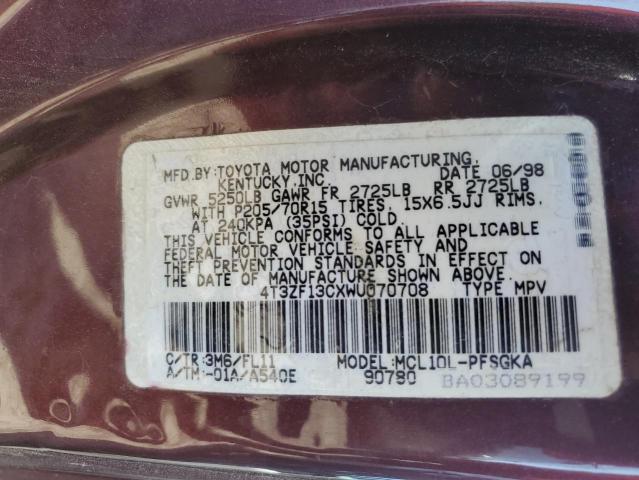 MFD.BY:TOYOTA MOTOR MANUFACTURING,
KENTUCKY,INC. DATE 06/98
GVWR 5250LB GAWR FR 2725LB RR 2725LB
WITH P205/70R15 TIRES, 15X6.5JJ RIMS,
AT 240KPA (35PSI) COLD.
THIS VEHICLE CONFORMS TO ALL APPLICABLE
FEDERAL MOTOR VEHICLE SAFETY AND
THEFT PREVENTION STANDARDS IN EFFECT ON
THE DATE OF MANUFACTURE SHOWN ABOVE.
4T3ZF13CXWU070708 TYPE MPV
C/TR:3M6/FL11 MODEL:MCL10L-PFSGKA
A/TM:-01A/A540E 90780 BA03089199